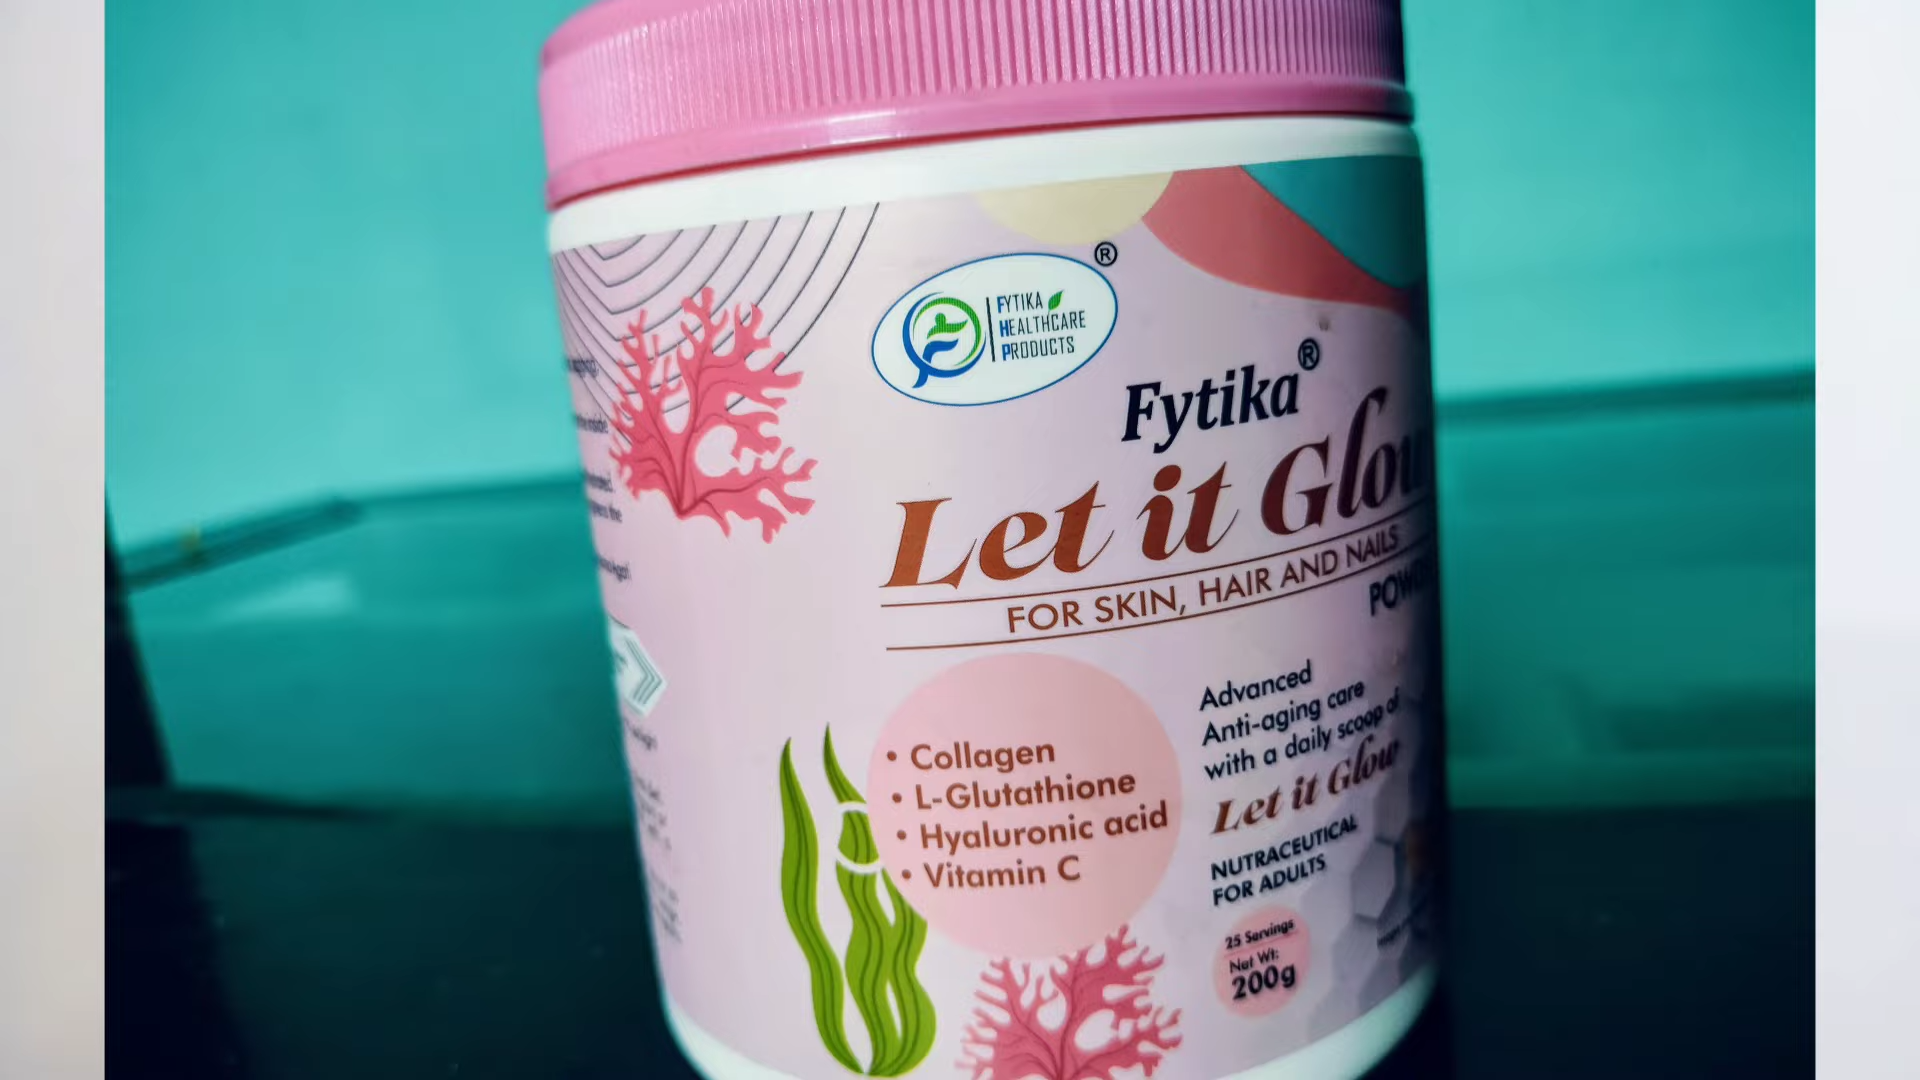 FYTIKA
HEALTHCARE
PRODUCTS
®
Fytika®
Let it Glow
FOR SKIN, HAIR AND NAILS
• Collagen
• L-Glutathione
• Hyaluronic acid
• Vitamin C
Advanced
Anti-aging care
with a daily scoop of
Let it Glow
NUTRACEUTICAL
FOR ADULTS
25 Servings
Net Wt:
200g